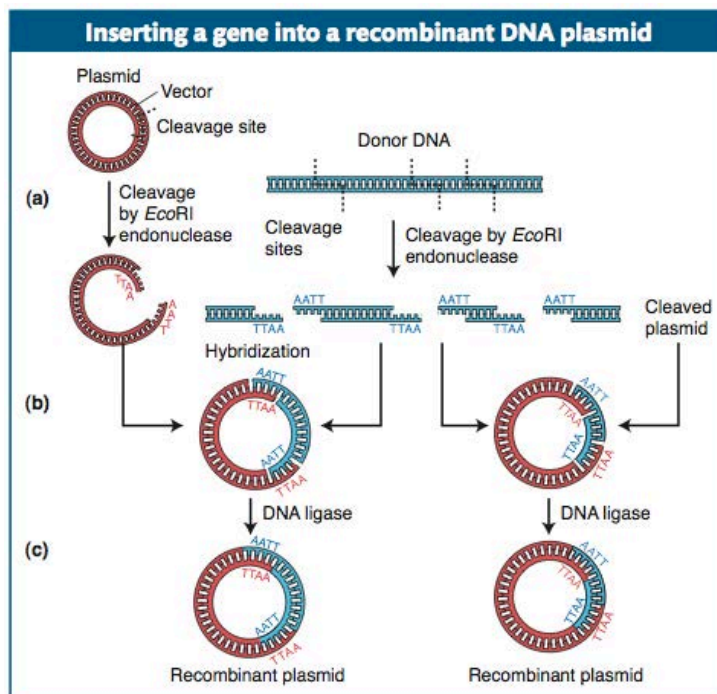 Inserting a gene into a recombinant DNA plasmid
Plasmid
Vector
Cleavage site
Donor DNA
(a)
Cleavage
by EcoRI
endonuclease
Cleavage
sites
Cleavage by EcoRI
endonuclease
TTAA
AATT
TTAA
AATT
TTAA
AATT
TTAA
AATT
Cleaved
plasmid
Hybridization
(b)
AATT
TTAA
AATT
TTAA
AATT
TTAA
TTAA
TTAA
DNA ligase
DNA ligase
(c)
AATT
TTAA
AATT
TTAA
AATT
TTAA
TTAA
TTAA
Recombinant plasmid
Recombinant plasmid